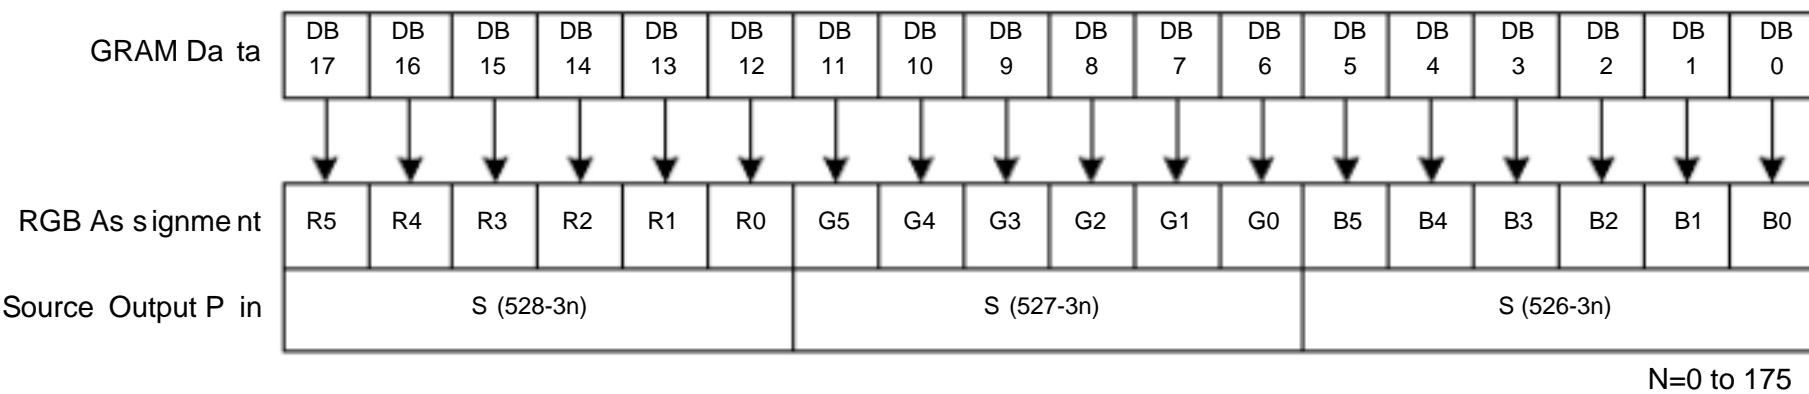 GRAM Da ta DB DB DB DB DB DB DB DB DB DB DB DB DB DB DB DB DB DB
17 16 15 14 13 12 11 10 9 8 7 6 5 4 3 2 1 0
RGB As s ignme nt R5 R4 R3 R2 R1 R0 G5 G4 G3 G2 G1 G0 B5 B4 B3 B2 B1 B0
Source Output P in S (528-3n) S (527-3n) S (526-3n)
N=0 to 175